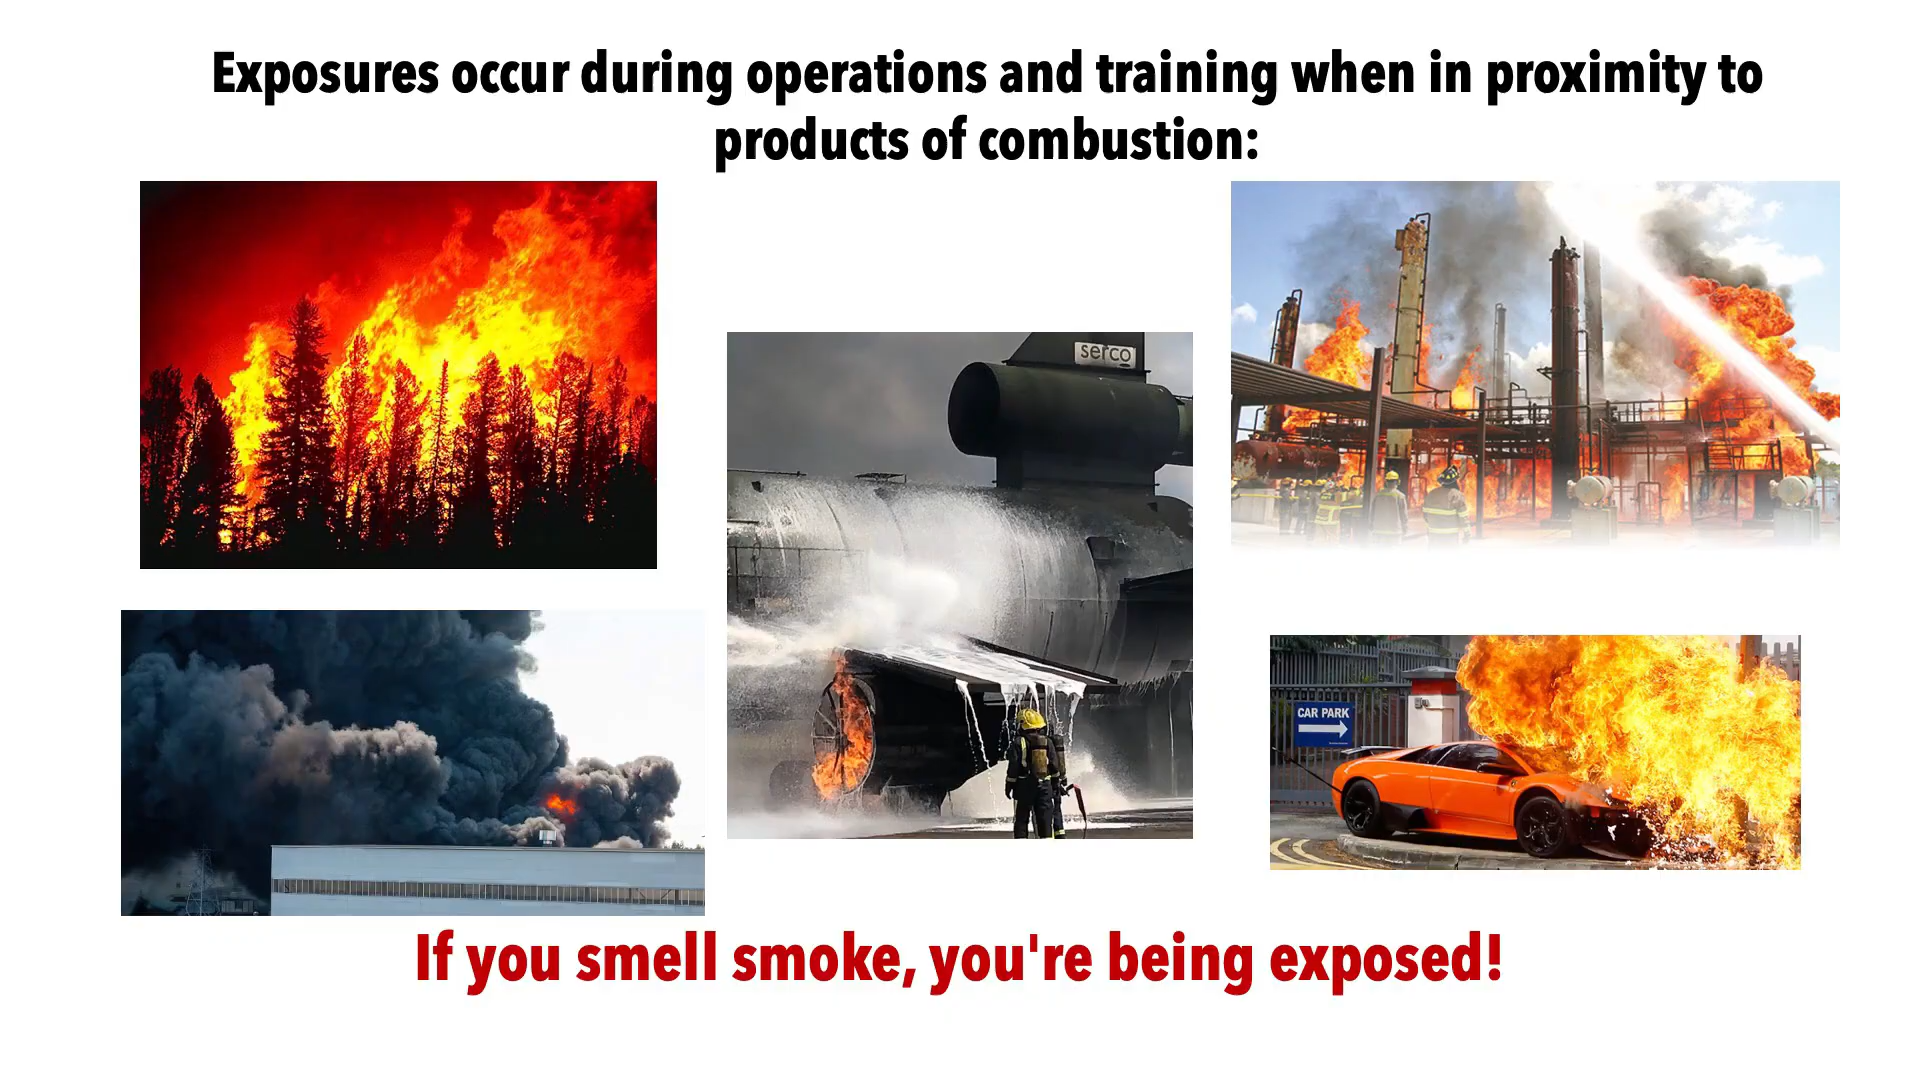 Exposures occur during operations and training when in proximity to
products of combustion:
serco
CAR PARK
If you smell smoke, you're being exposed!